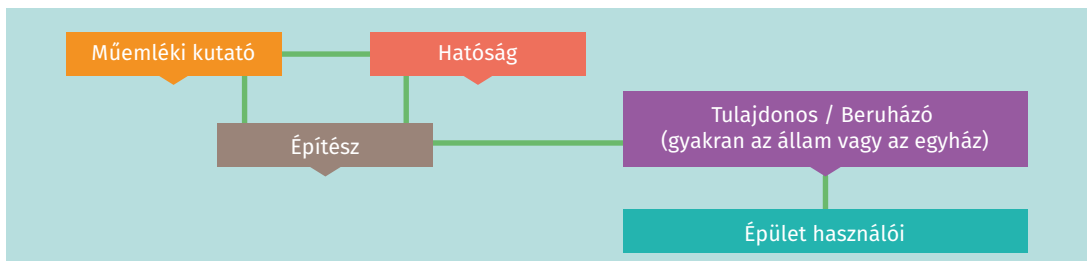 Műemléki kutató
Hatóság
Építész
Tulajdonos / Beruházó
(gyakran az állam vagy az egyház)
Épület használói